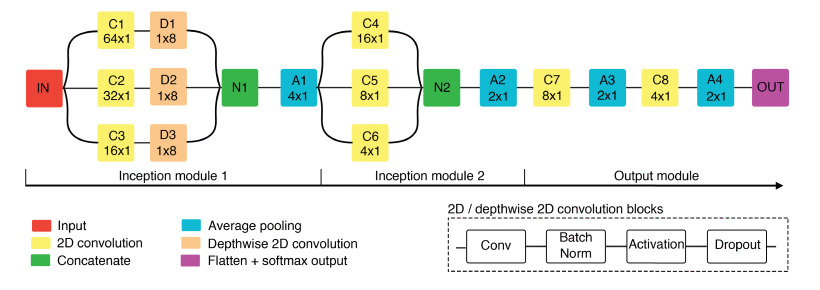 C1
64x1
D1
1x8
C4
16x1
IN
C2
32x1
D2
1x8
N1
A1
4x1
C5
8x1
N2
A2
2x1
C7
8x1
A3
2x1
C8
4x1
A4
2x1
OUT
C3
16x1
D3
1x8
C6
4x1
Inception module 1
Inception module 2
Output module
Input
2D convolution
Concatenate
Average pooling
Depthwise 2D convolution
Flatten + softmax output
2D / depthwise 2D convolution blocks
Conv
Batch
Norm
Activation
Dropout